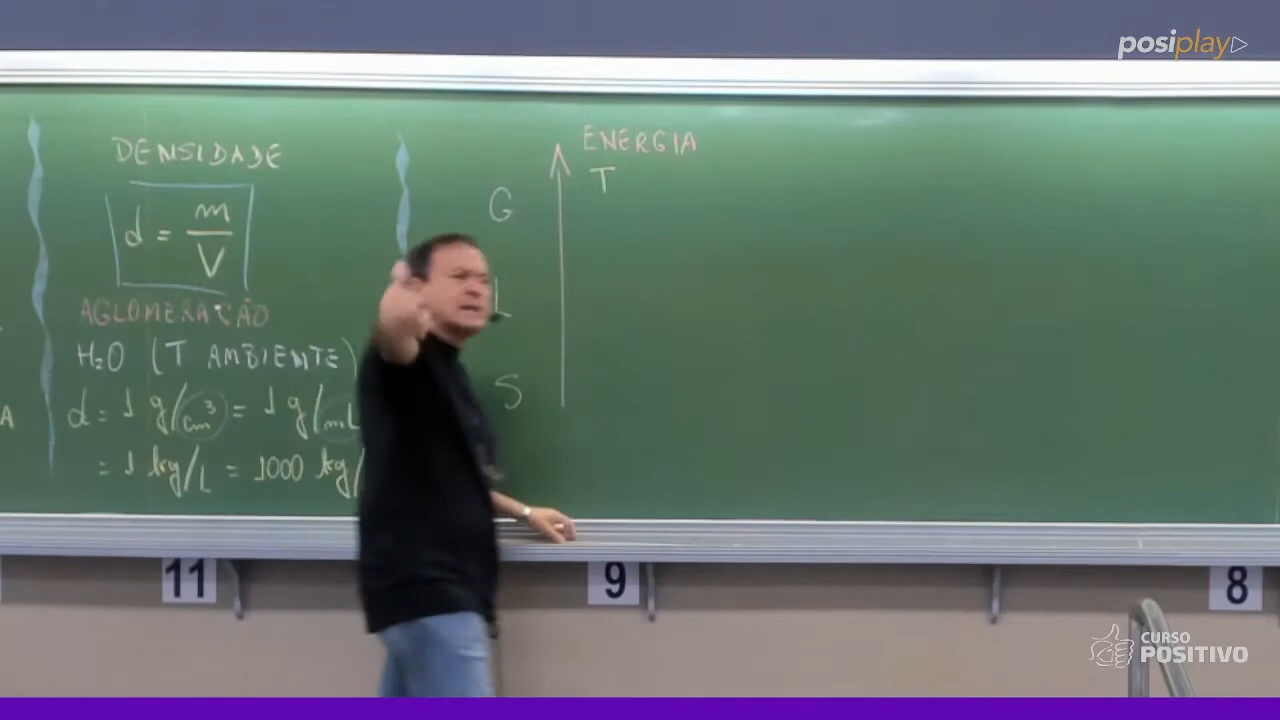 posiplay
DENSIDADE
d = m/V
AGLOMERAÇÃO
H₂O (T AMBIENTE)
d = 1 g/cm³ = 1 g/mL
= 1 kg/L = 1000 kg/
A
ENERGIA
T
G
L
S
11
9
8
CURSO
POSITIVO